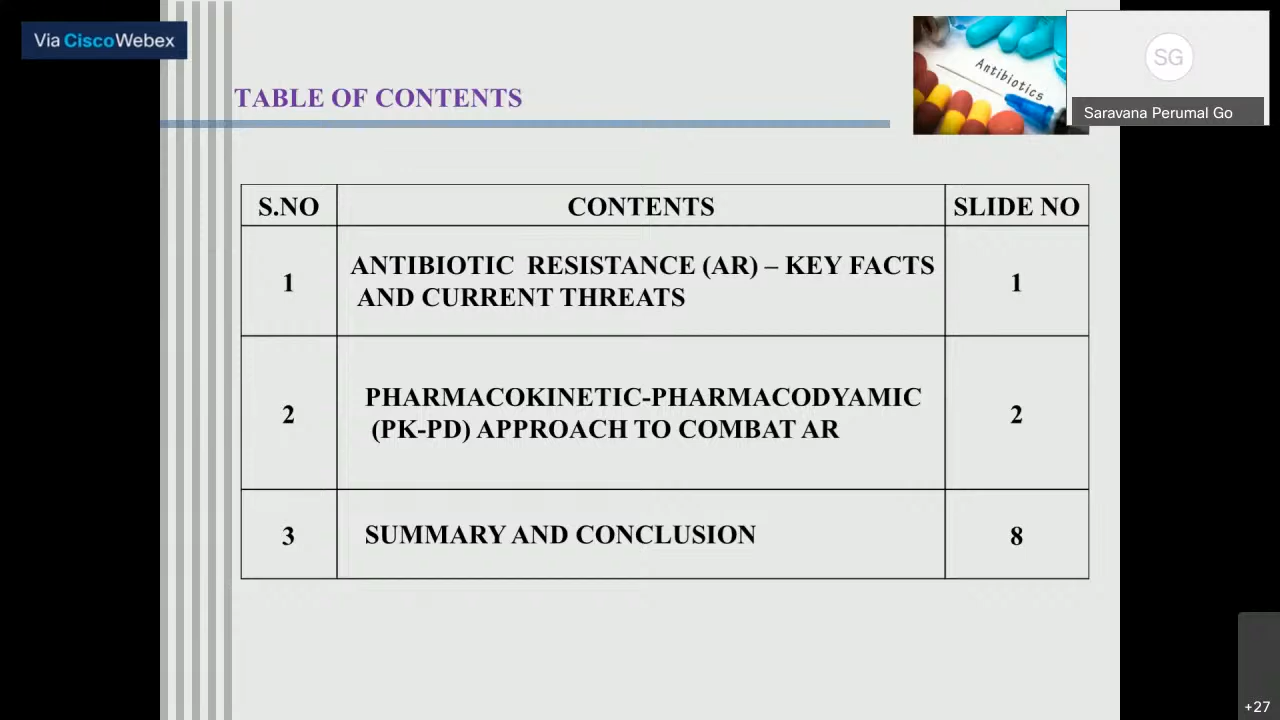 Via CiscoWebex
TABLE OF CONTENTS
Antibiotics
SG
Saravana Perumal Go
S.NO CONTENTS SLIDE NO
1 ANTIBIOTIC RESISTANCE (AR) – KEY FACTS 1
AND CURRENT THREATS
2 PHARMACOKINETIC-PHARMACODYAMIC 2
(PK-PD) APPROACH TO COMBAT AR
3 SUMMARY AND CONCLUSION 8
+27